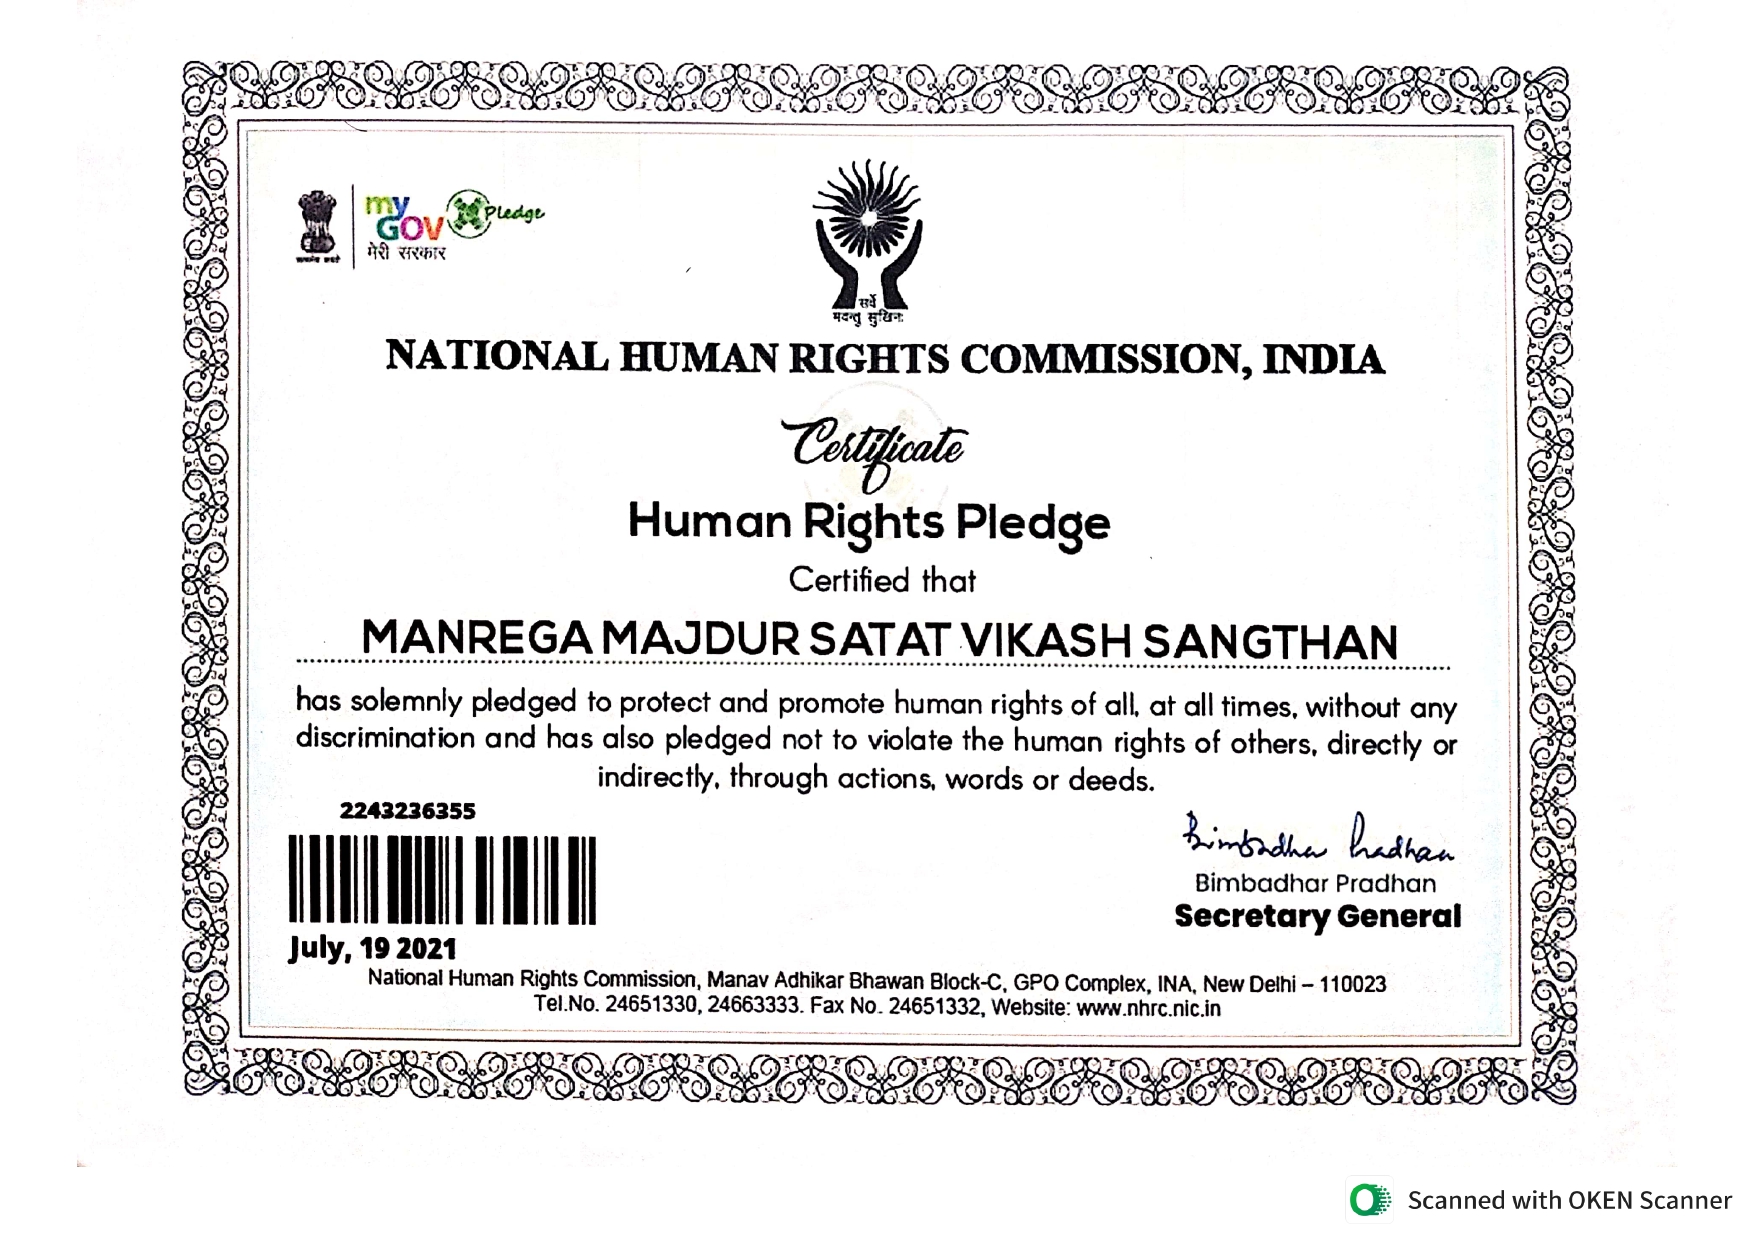 my
GOV Pledge
मेरी सरकार
सर्वे
भवन्तु सुखिनः
NATIONAL HUMAN RIGHTS COMMISSION, INDIA
Certificate
Human Rights Pledge
Certified that
MANREGA MAJDUR SATAT VIKASH SANGTHAN
has solemnly pledged to protect and promote human rights of all, at all times, without any
discrimination and has also pledged not to violate the human rights of others, directly or
indirectly, through actions, words or deeds.
2243236355
Bimbadhar Pradhan
Bimbadhar Pradhan
Secretary General
July, 19 2021
National Human Rights Commission, Manav Adhikar Bhawan Block-C, GPO Complex, INA, New Delhi – 110023
Tel.No. 24651330, 24663333. Fax No. 24651332, Website: www.nhrc.nic.in
Scanned with OKEN Scanner